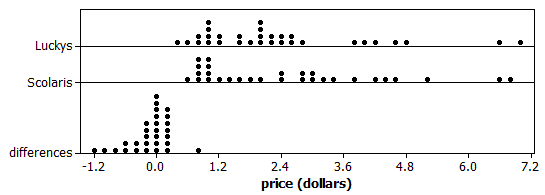 Luckys
Scolaris
differences
-1.2 0.0 1.2 2.4 3.6 4.8 6.0 7.2
price (dollars)